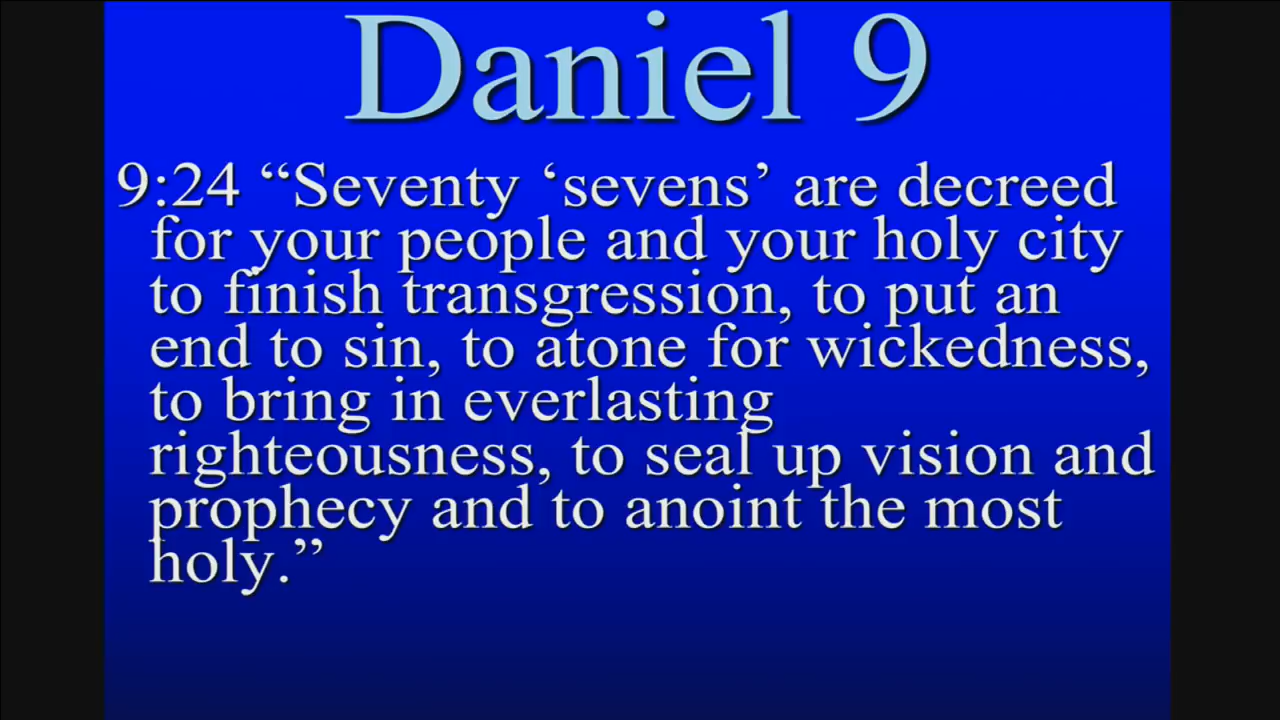 Daniel 9
9:24 “Seventy ‘sevens’ are decreed
for your people and your holy city
to finish transgression, to put an
end to sin, to atone for wickedness,
to bring in everlasting
righteousness, to seal up vision and
prophecy and to anoint the most
holy.”